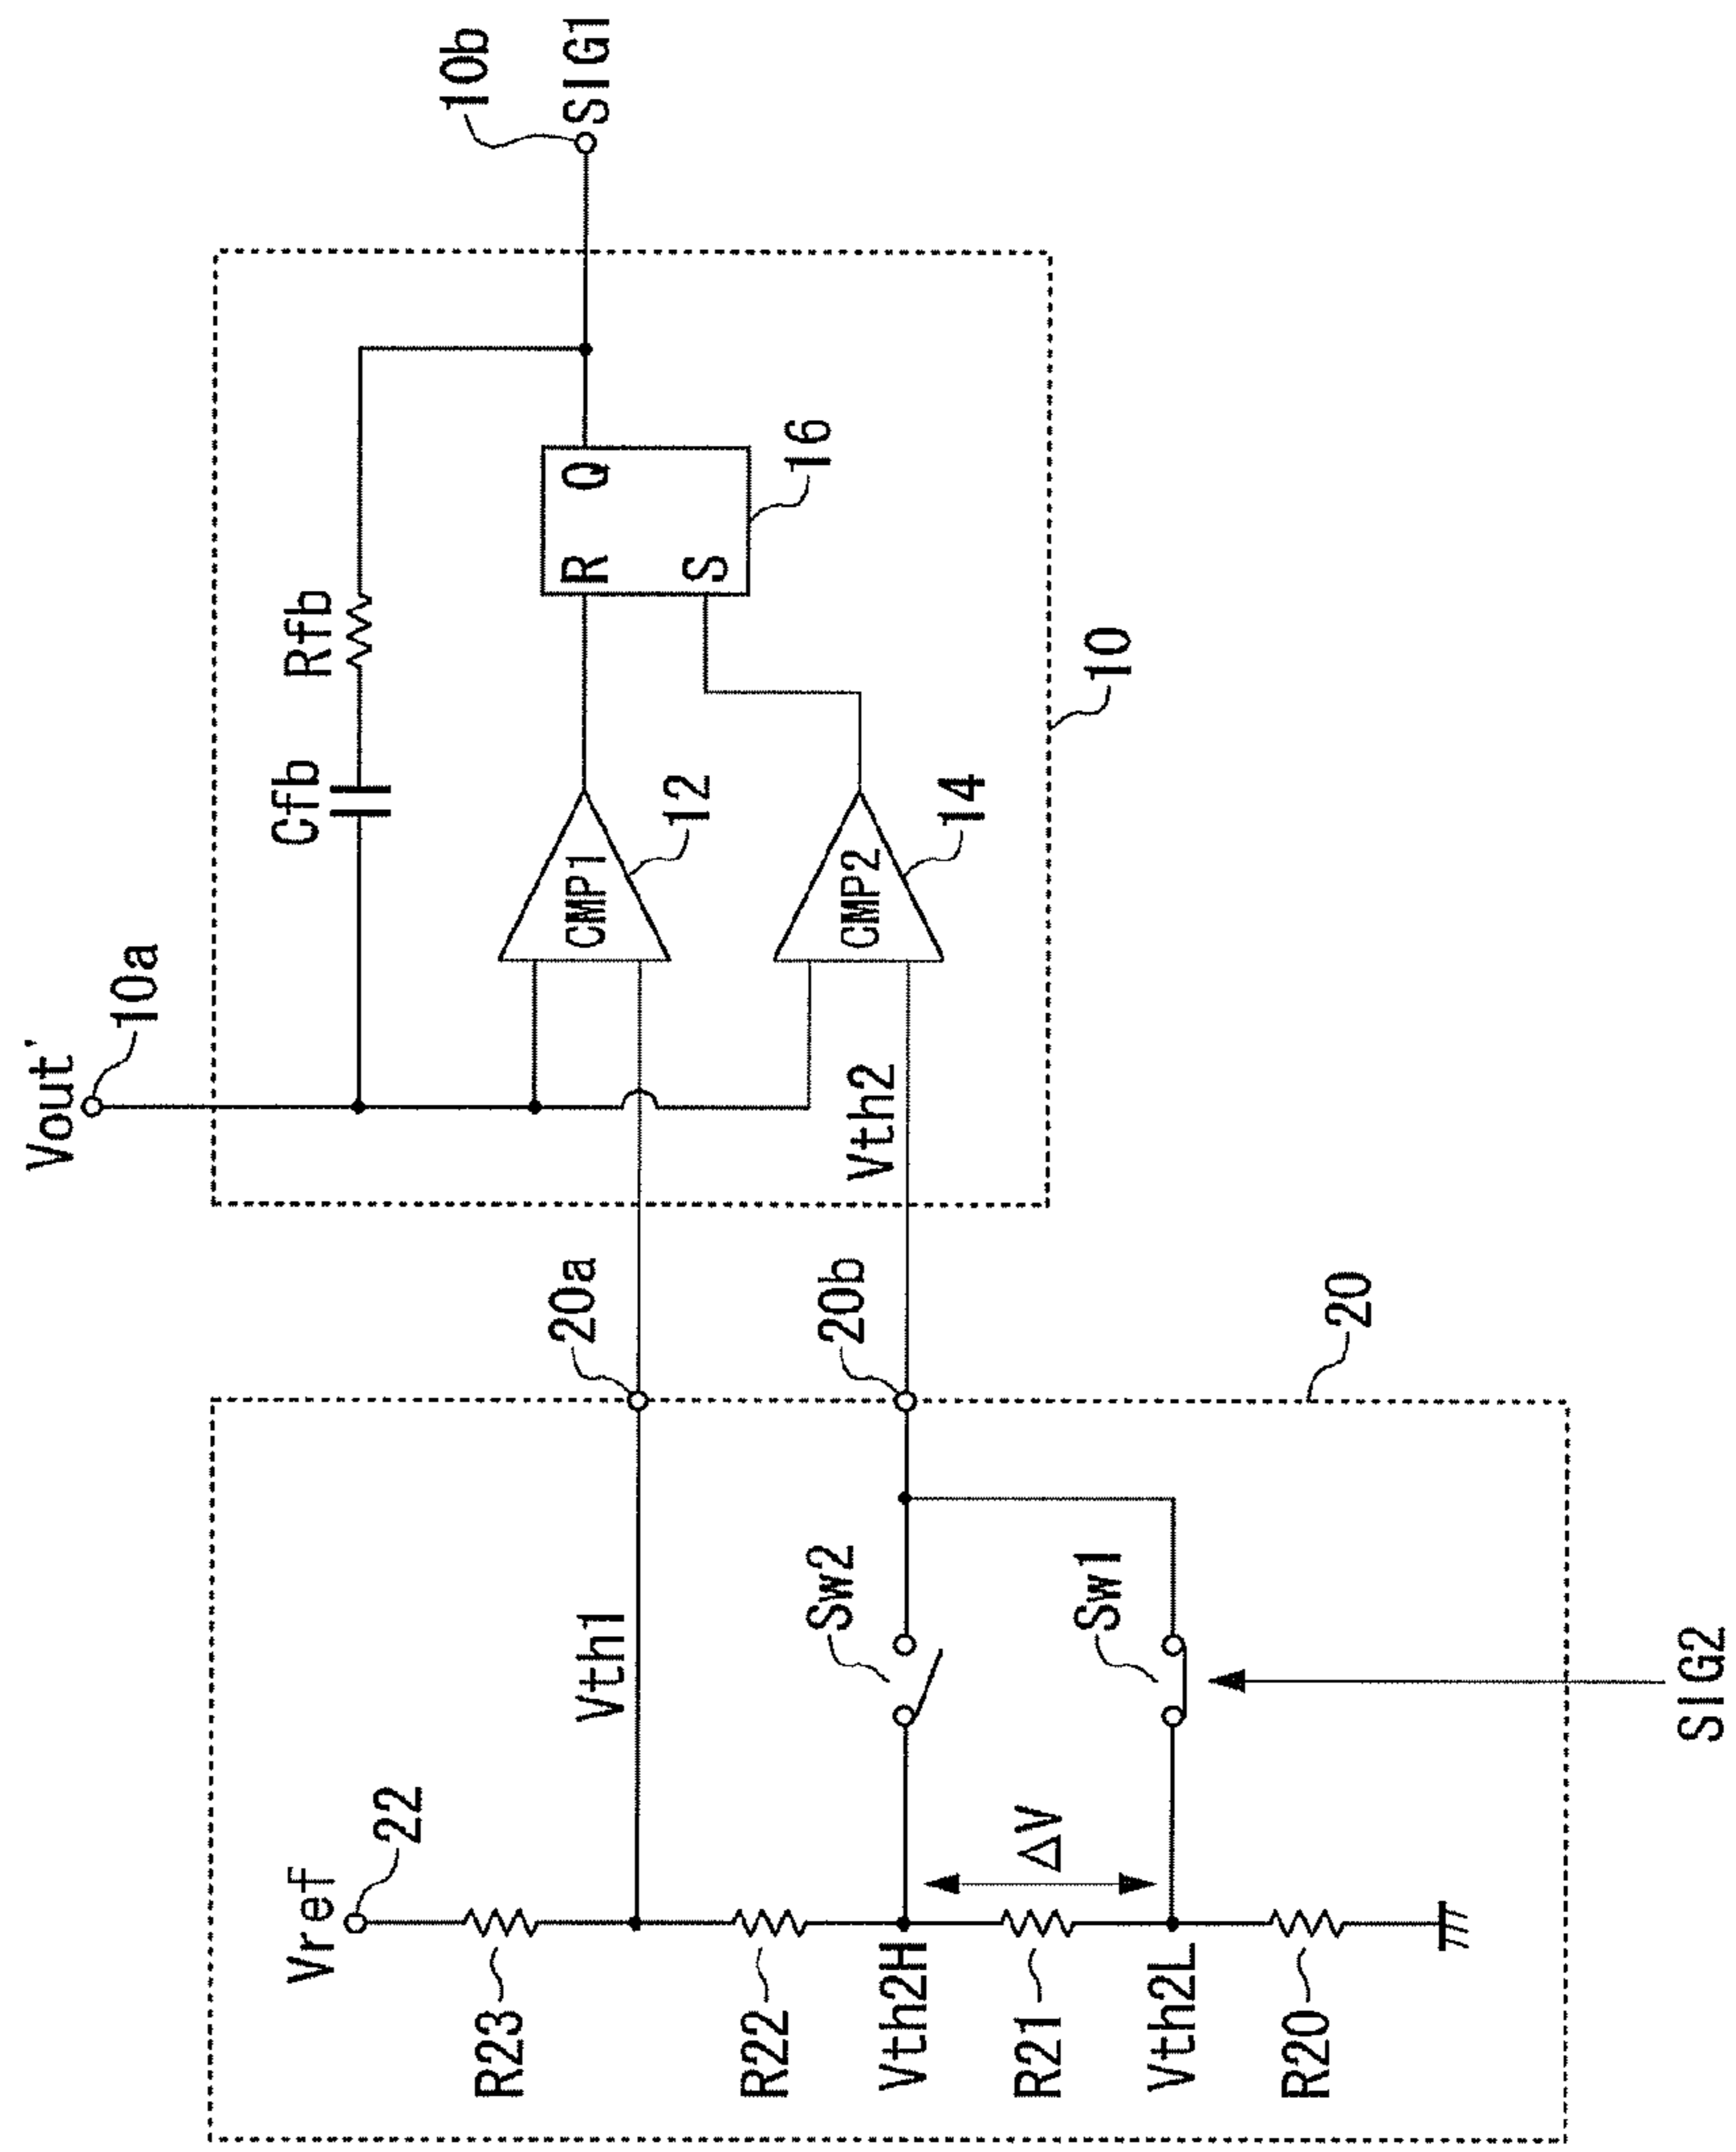 Vout'
10a
Cfb
Rfb
10b
SIG1
CMP1
12
R
Q
S
16
CMP2
14
Vth2
10
Vref
22
R23
Vth1
20a
R22
Sw2
20b
Vth2H
ΔV
R21
Sw1
Vth2L
R20
20
SIG2